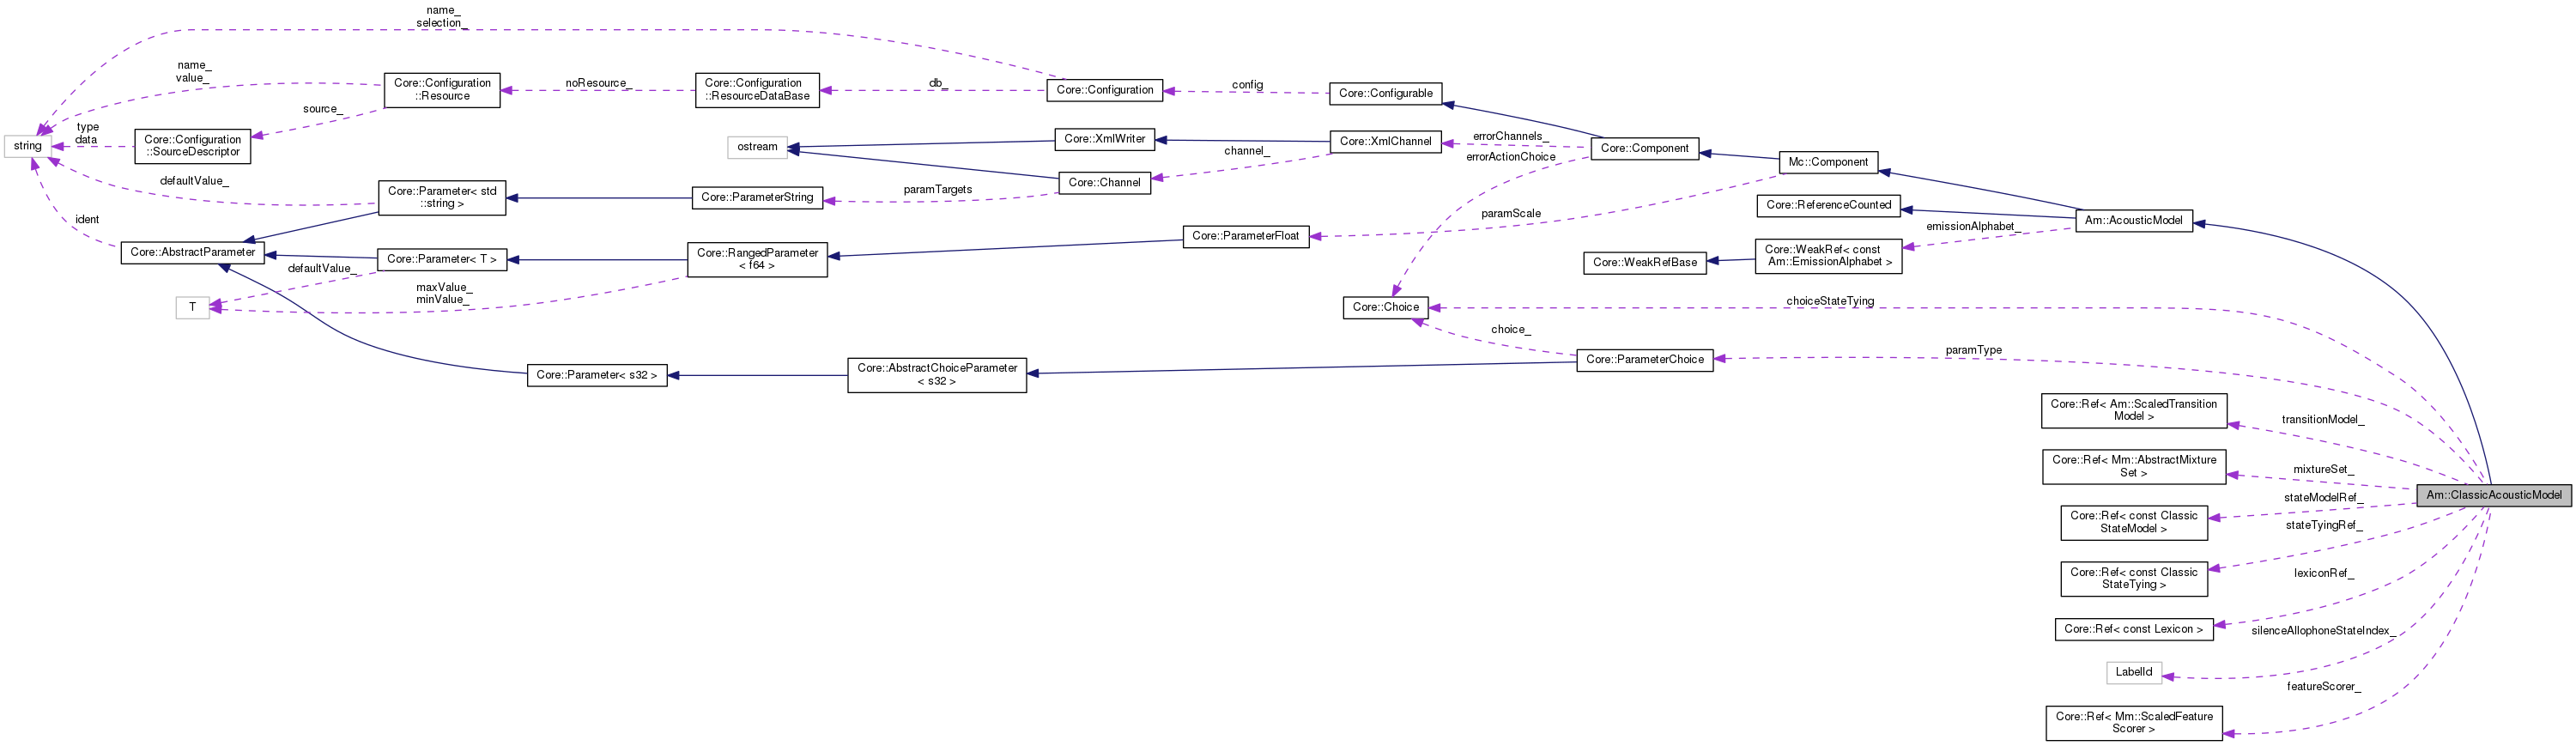 name_
selection_
name_
value_
source_
type
data
string
defaultValue_
ident
Core::Configuration
::Resource
Core::Configuration
::SourceDescriptor
noResource_
Core::Configuration
::ResourceDataBase
db_
Core::Configuration
config
Core::Configurable
ostream
Core::XmlWriter
Core::XmlChannel
channel_
Core::Channel
errorChannels_
errorActionChoice
Core::Component
Mc::Component
Core::Parameter< std
::string >
Core::ParameterString
paramTargets
Core::AbstractParameter
Core::Parameter< T >
defaultValue_
T
Core::RangedParameter
< f64 >
maxValue_
minValue_
Core::ParameterFloat
paramScale
Core::ReferenceCounted
Am::AcousticModel
emissionAlphabet_
Core::WeakRefBase
Core::WeakRef< const
Am::EmissionAlphabet >
Core::Choice
choiceStateTying
choice_
Core::ParameterChoice
paramType
Core::Parameter< s32 >
Core::AbstractChoiceParameter
< s32 >
Core::Ref< Am::ScaledTransition
Model >
transitionModel_
Core::Ref< Mm::AbstractMixture
Set >
mixtureSet_
Am::ClassicAcousticModel
Core::Ref< const Classic
StateModel >
stateModelRef_
stateTyingRef_
Core::Ref< const Classic
StateTying >
lexiconRef_
Core::Ref< const Lexicon >
silenceAllophoneStateIndex_
LabelId
featureScorer_
Core::Ref< Mm::ScaledFeature
Scorer >